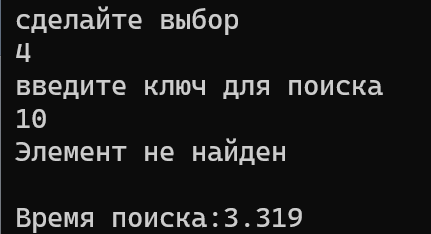 сделайте выбор
4
введите ключ для поиска
10
Элемент не найден
Время поиска:3.319